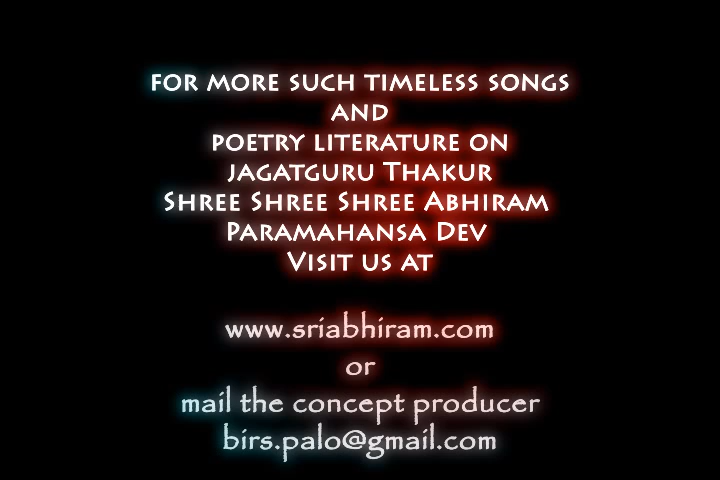 for more such timeless songs
and
poetry literature on
jagatguru Thakur
Shree Shree Shree Abhiram
Paramahansa Dev
Visit us at
www.sriabhiram.com
or
mail the concept producer
birs.palo@gmail.com